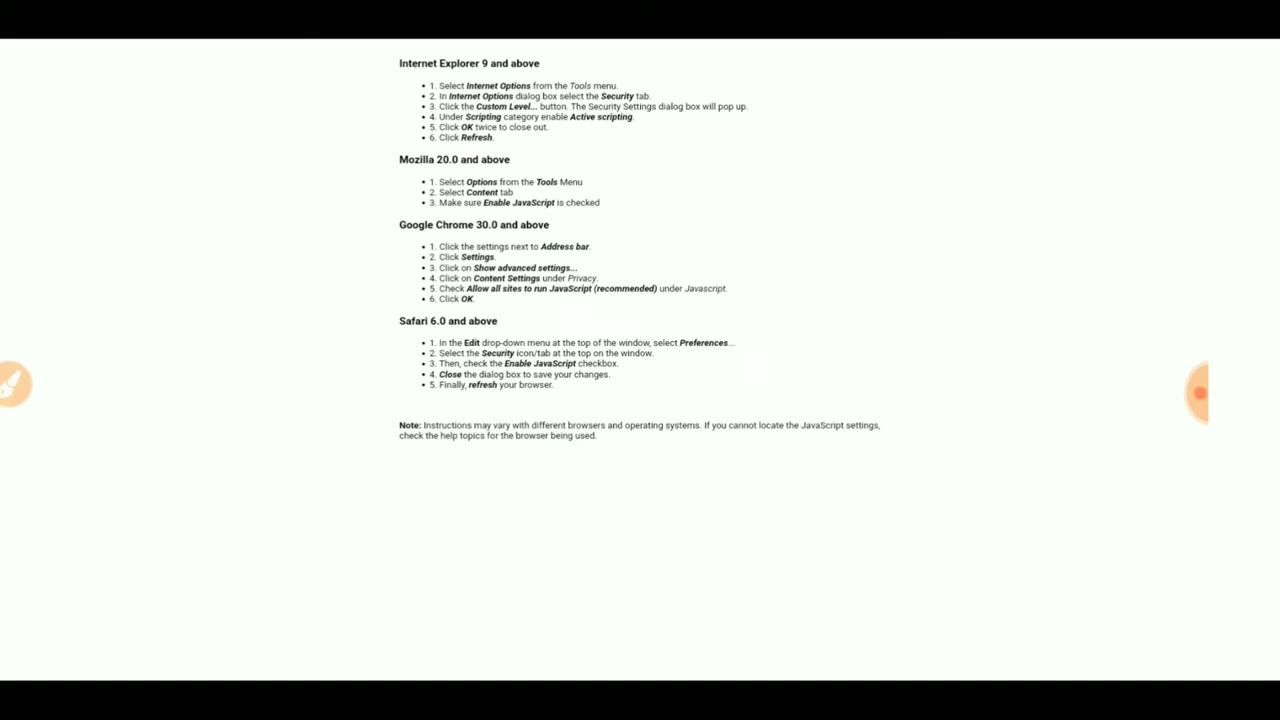 Internet Explorer 9 and above
• 1. Select Internet Options from the Tools menu.
• 2. In Internet Options dialog box select the Security tab.
• 3. Click the Custom Level... button. The Security Settings dialog box will pop up.
• 4. Under Scripting category enable Active scripting.
• 5. Click OK twice to close out.
• 6. Click Refresh.
Mozilla 20.0 and above
• 1. Select Options from the Tools Menu
• 2. Select Content tab
• 3. Make sure Enable JavaScript is checked
Google Chrome 30.0 and above
• 1. Click the settings next to Address bar.
• 2. Click Settings.
• 3. Click on Show advanced settings...
• 4. Click on Content Settings under Privacy.
• 5. Check Allow all sites to run JavaScript (recommended) under Javascript.
• 6. Click OK.
Safari 6.0 and above
• 1. In the Edit drop-down menu at the top of the window, select Preferences...
• 2. Select the Security icon/tab at the top on the window.
• 3. Then, check the Enable JavaScript checkbox.
• 4. Close the dialog box to save your changes.
• 5. Finally, refresh your browser.
Note: Instructions may vary with different browsers and operating systems. If you cannot locate the JavaScript settings,
check the help topics for the browser being used.